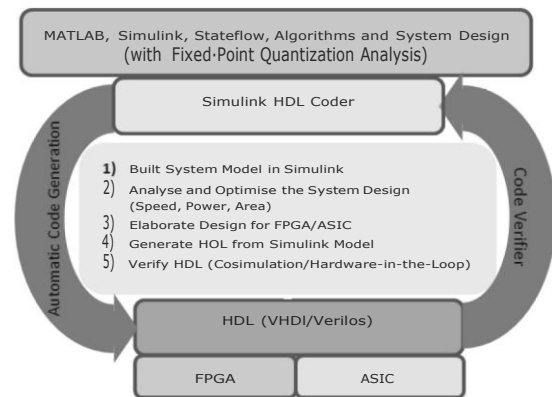 MATLAB, Simulink, Stateflow, Algorithms and System Design
(with Fixed·Point Quantization Analysis)
Simulink HDL Coder
Automatic Code Generation
1) Built System Model in Simulink
2) Analyse and Optimise the System Design
(Speed, Power, Area)
3) Elaborate Design for FPGA/ASIC
4) Generate HOL from Simulink Model
5) Verify HDL (Cosimulation/Hardware-in-the-Loop)
Code Verifier
HDL (VHDl/Verilos)
FPGA
ASIC